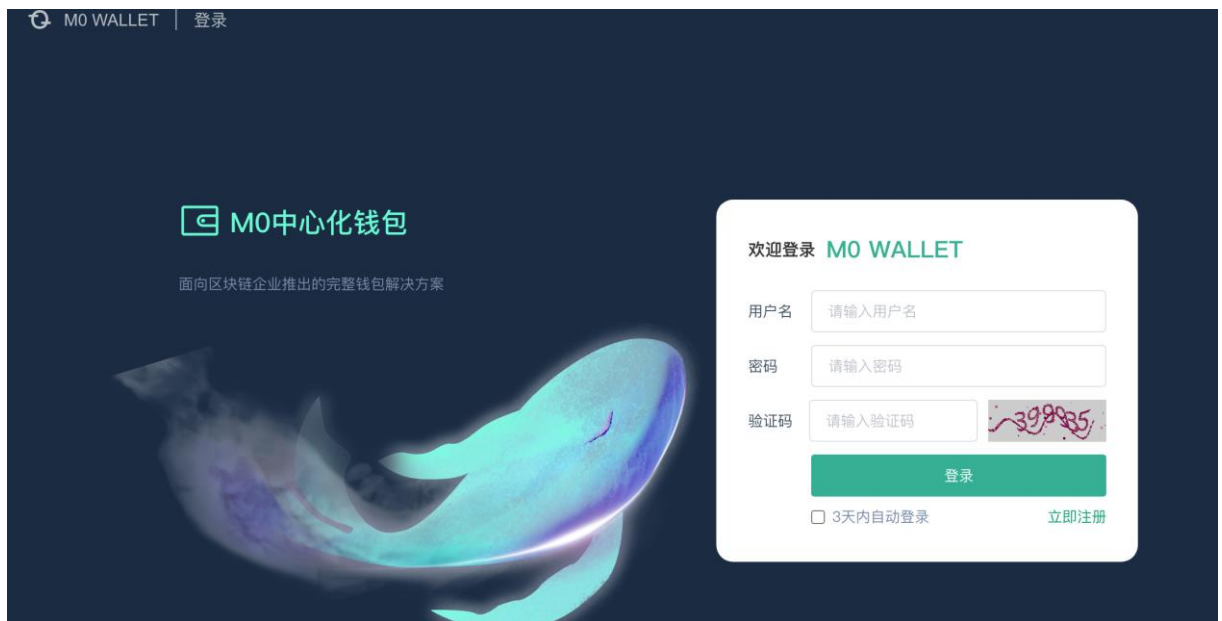 M0 WALLET | 登录
M0中心化钱包
面向区块链企业推出的完整钱包解决方案
欢迎登录 M0 WALLET
用户名 请输入用户名
密码 请输入密码
验证码 请输入验证码
登录
3天内自动登录 立即注册